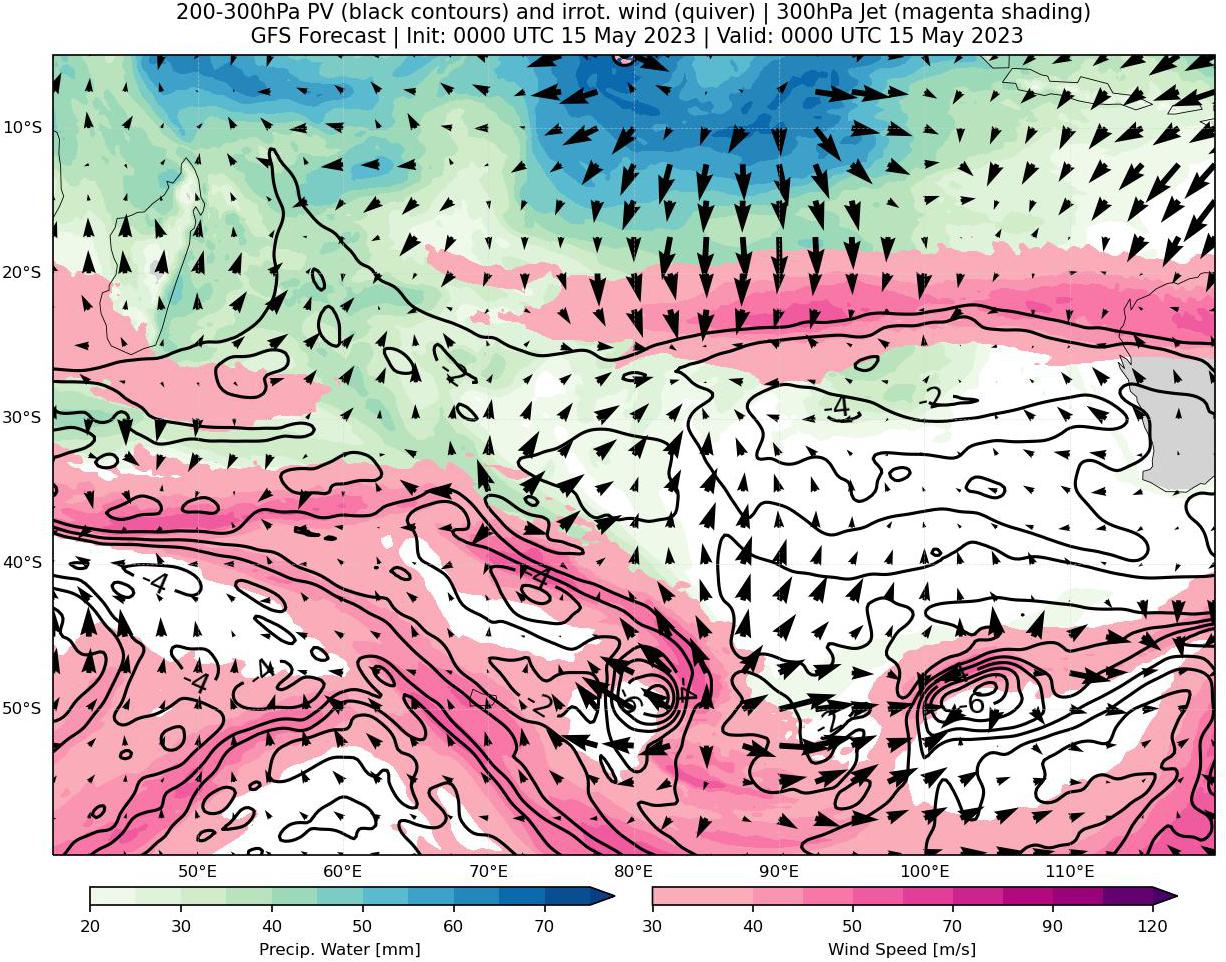 200-300hPa PV (black contours) and irrot. wind (quiver) | 300hPa Jet (magenta shading)
GFS Forecast | Init: 0000 UTC 15 May 2023 | Valid: 0000 UTC 15 May 2023
10°S
20°S
-2
-4 -2
30°S
40°S
-4 -4
-4 -4 -4
-4 -2 -6 -4 -6
50°S
-2
50°E 60°E 70°E 80°E 90°E 100°E 110°E
20 30 40 50 60 70
30 40 50 70 90 120
Precip. Water [mm] Wind Speed [m/s]